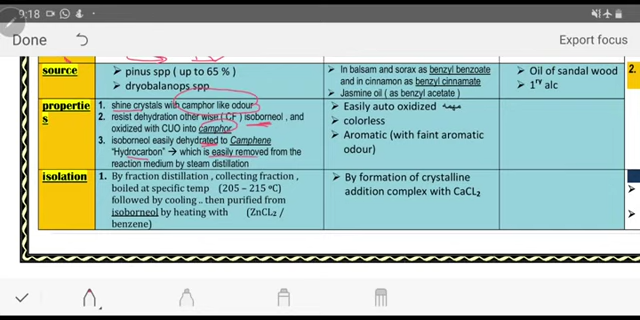 9:18
Done
Export focus
source
➢ pinus spp ( up to 65 % )
➢ dryobalanops spp
➢ In balsam and sorax as benzyl benzoate
and in cinnamon as benzyl cinnamate
➢ Jasmine oil ( as benzyl acetate )
➢ Oil of sandal wood
➢ 1ry alc
2.
propertie
s
1. shine crystals with camphor like odour
2. resist dehydration other wise ( CF ) isoborneol , and
oxidized with CUO into camphor
3. isoborneol easily dehydrated to Camphene
"Hydrocarbon" → which is easily removed from the
reaction medium by steam distillation
➢ Easily auto oxidized مهمة
➢ colorless
➢ Aromatic (with faint aromatic
odour)
isolation
1. By fraction distillation , collecting fraction ,
boiled at specific temp (205 – 215 ºC)
followed by cooling .. then purified from
isoborneol by heating with (ZnCL₂ /
benzene)
➢ By formation of crystalline
addition complex with CaCL₂